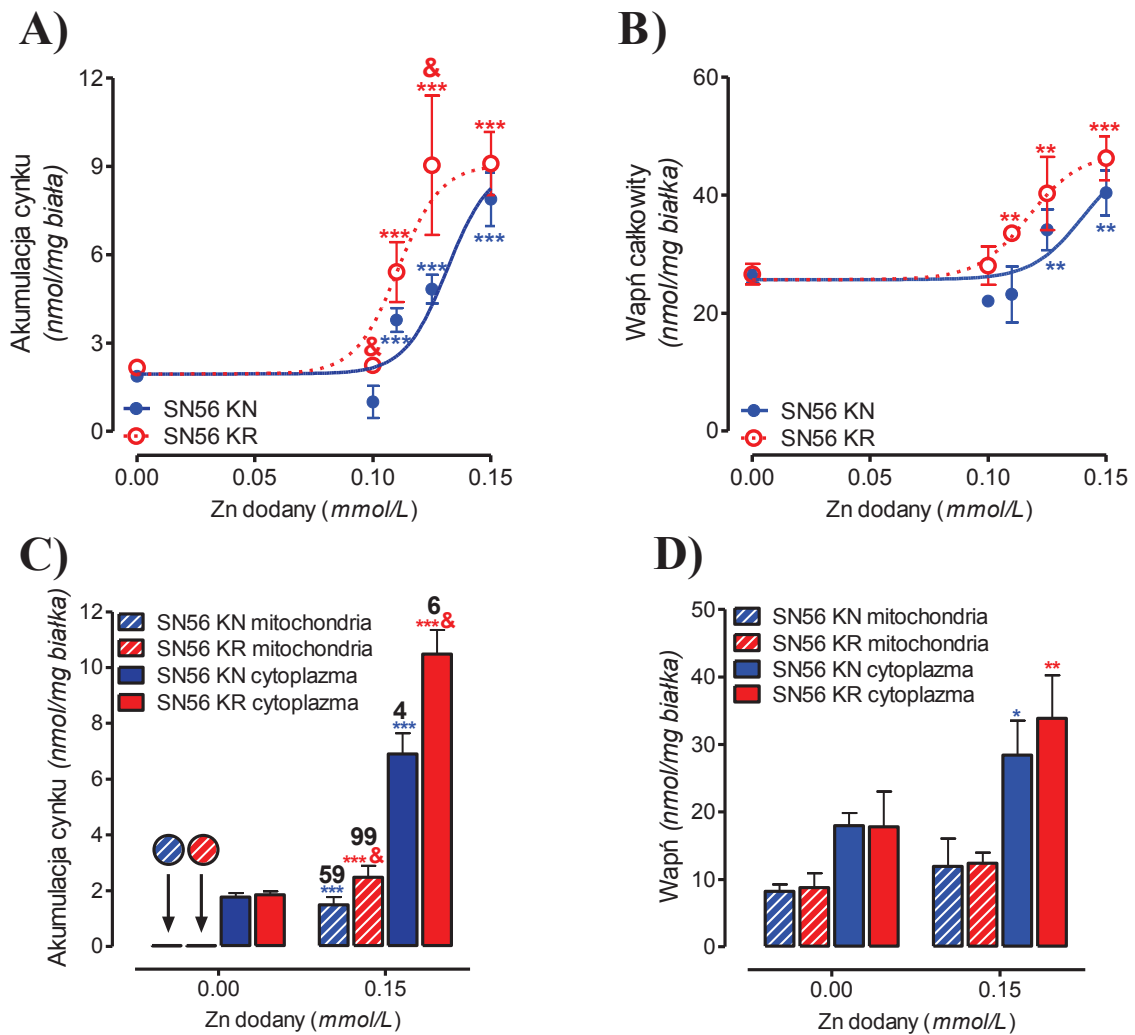 A)
Akumulacja cynku
(nmol/mg biała)
12
9
6
3
0
&
***
***
***
***
***
&
***
***
SN56 KN
SN56 KR
0.00
0.05
0.10
0.15
Zn dodany (mmol/L)
B)
Wapń całkowity
(nmol/mg białka)
60
40
20
0
***
**
**
**
**
SN56 KN
SN56 KR
0.00
0.05
0.10
0.15
Zn dodany (mmol/L)
C)
Akumulacja cynku (nmol/mg białka)
12
10
8
6
4
2
0
SN56 KN mitochondria
SN56 KR mitochondria
SN56 KN cytoplazma
SN56 KR cytoplazma
6
***&
4
***
99
***&
59
***
0.00
0.15
Zn dodany (mmol/L)
D)
Wapń (nmol/mg białka)
50
40
30
20
10
0
SN56 KN mitochondria
SN56 KR mitochondria
SN56 KN cytoplazma
SN56 KR cytoplazma
**
*
0.00
0.15
Zn dodany (mmol/L)